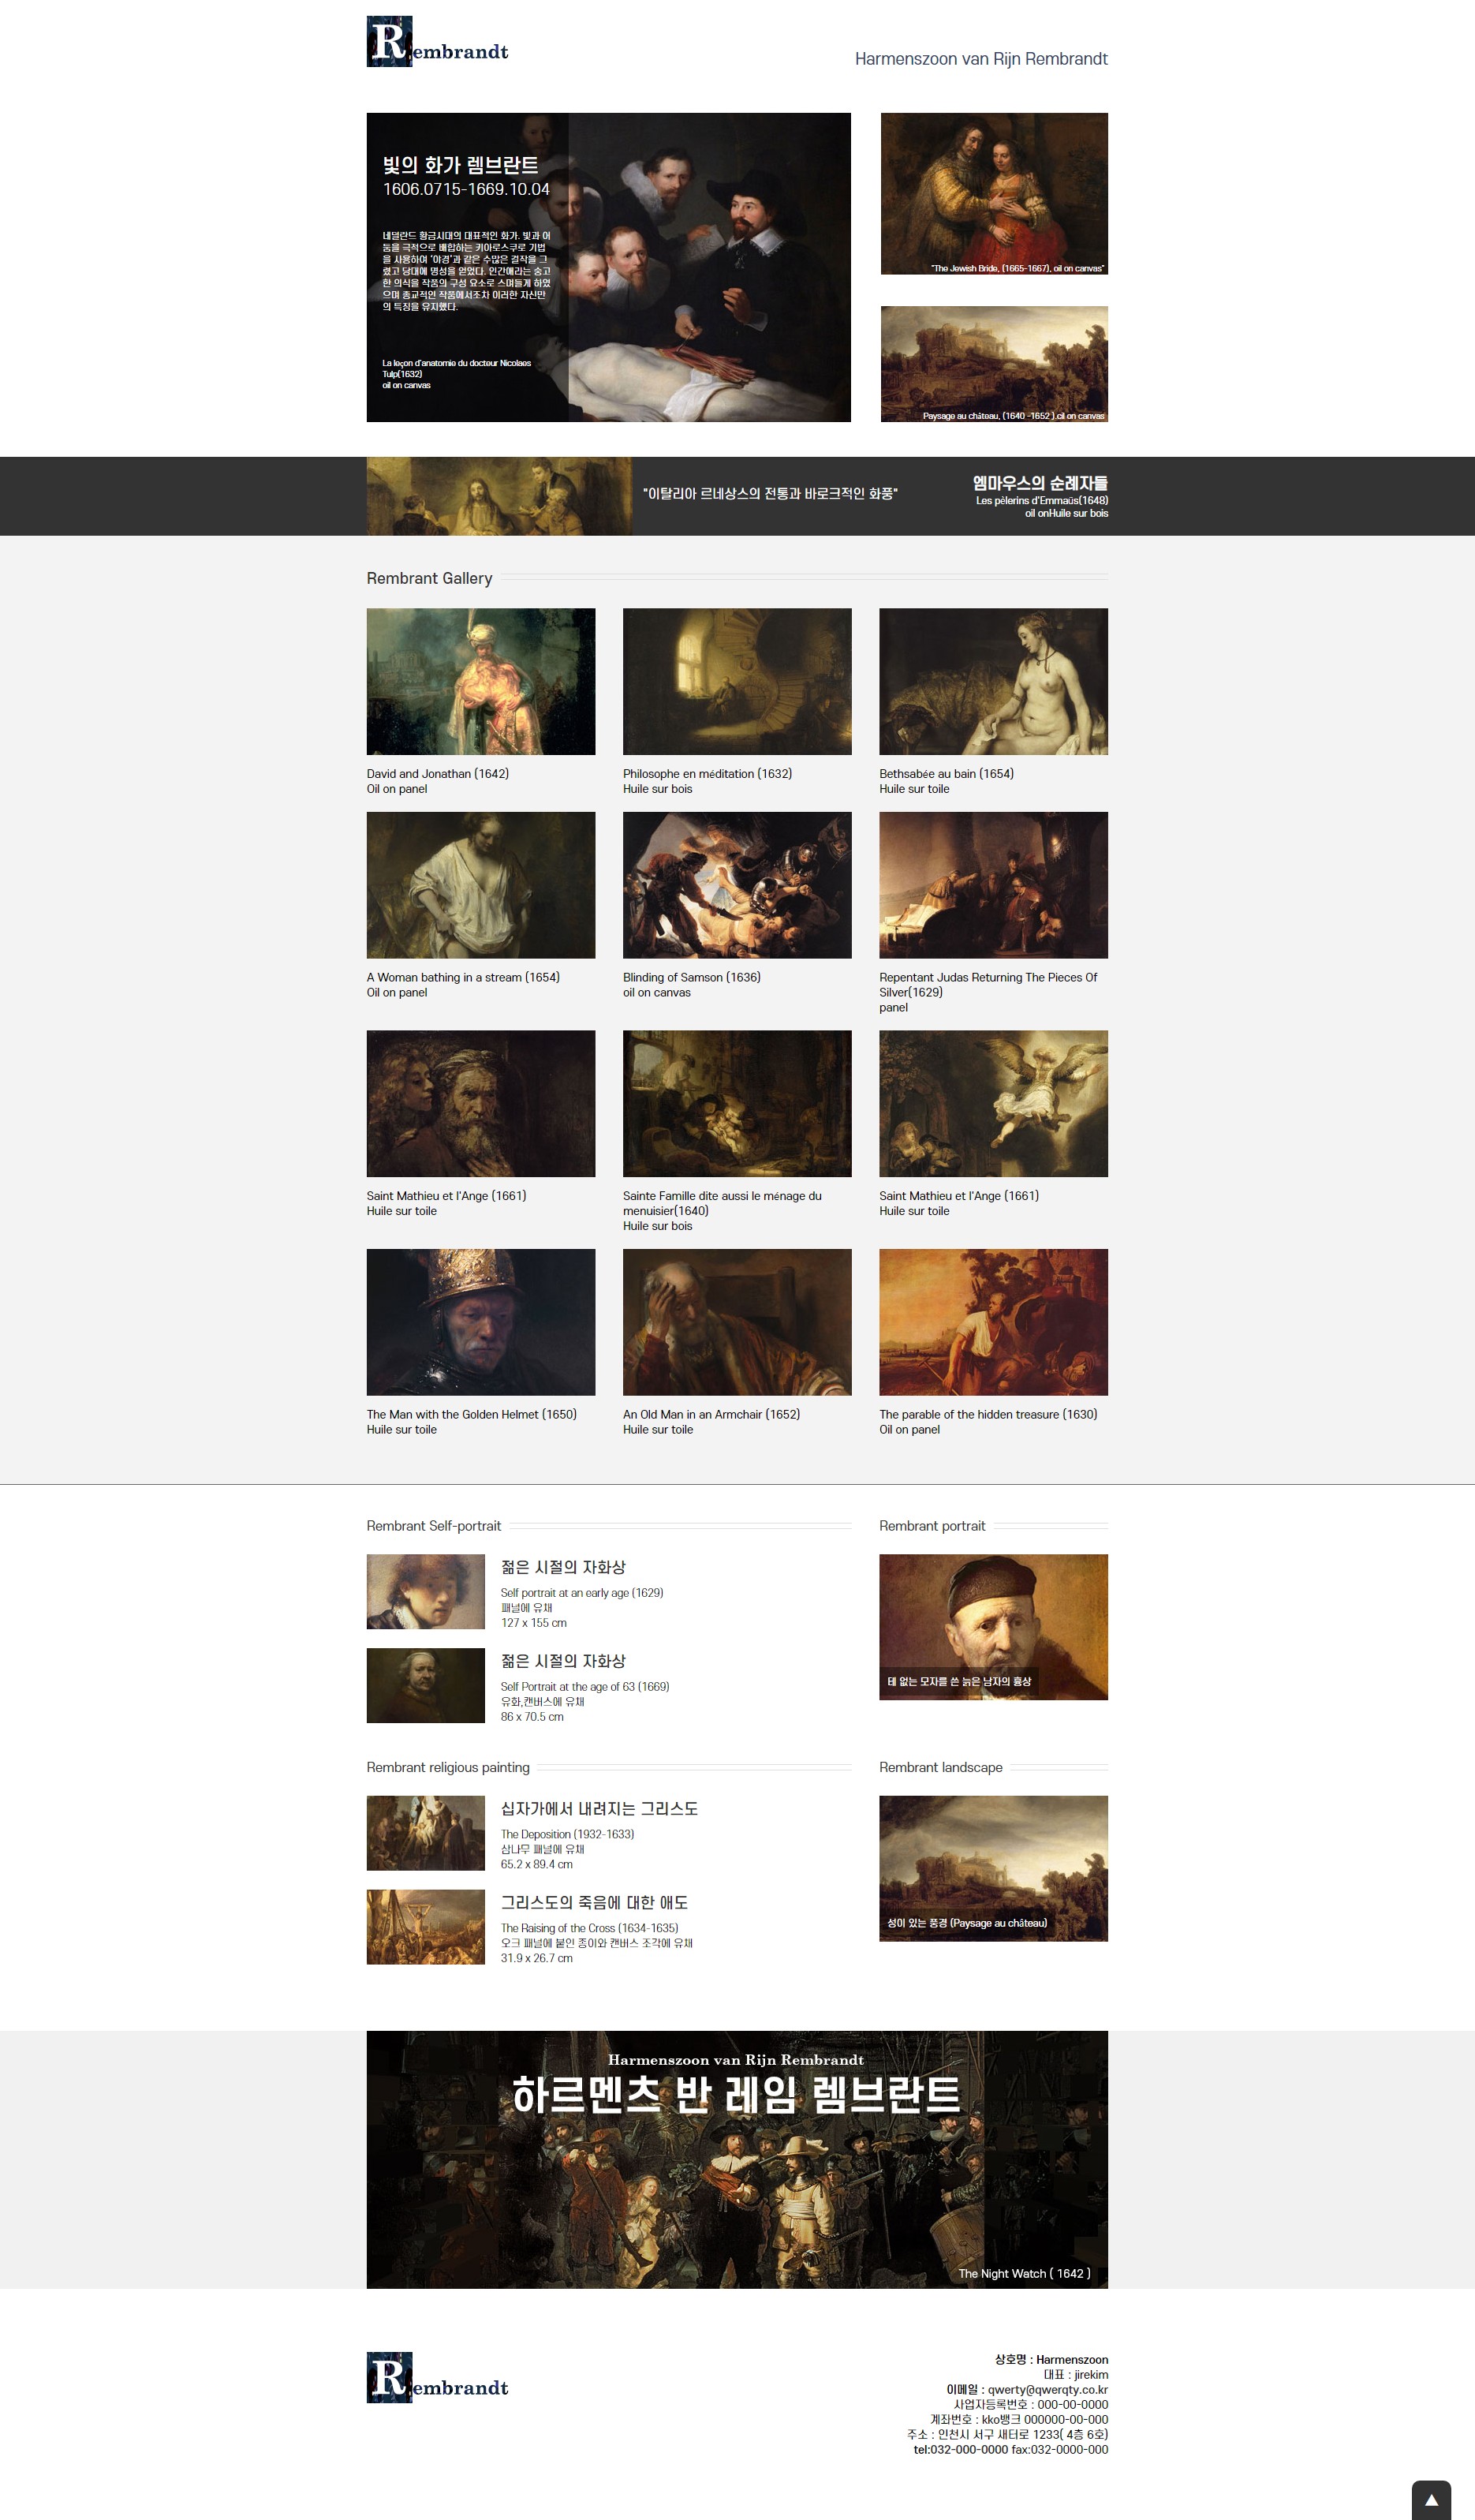 Rembrandt
Harmenszoon van Rijn Rembrandt
빛의 화가 렘브란트
1606.0715-1669.10.04
네덜란드 황금시대의 대표적인 화가. 빛과 어
둠을 극적으로 배합하는 키아로스쿠로 기법
을 사용하여 '야경'과 같은 수많은 걸작을 그
렸고 당대에 명성을 얻었다. 인간애라는 숭고
한 의식을 작품의 구성 요소로 스며들게 하였
으며 종교적인 작품에서조차 이러한 자신만
의 특징을 유지했다.
La leçon d'anatomie du docteur Nicolaes
Tulp(1632)
oil on canvas
"The Jewish Bride, (1665-1667), oil on canvas"
Paysage au château, (1640 -1652 ).oil on canvas
"이탈리아 르네상스의 전통과 바로크적인 화풍"
엠마우스의 순례자들
Les pèlerins d'Emmaüs(1648)
oil onHuile sur bois
Rembrant Gallery
David and Jonathan (1642)
Oil on panel
Philosophe en méditation (1632)
Huile sur bois
Bethsabée au bain (1654)
Huile sur toile
A Woman bathing in a stream (1654)
Oil on panel
Blinding of Samson (1636)
oil on canvas
Repentant Judas Returning The Pieces Of
Silver(1629)
panel
Saint Mathieu et l'Ange (1661)
Huile sur toile
Sainte Famille dite aussi le ménage du
menuisier(1640)
Huile sur bois
Saint Mathieu et l'Ange (1661)
Huile sur toile
The Man with the Golden Helmet (1650)
Huile sur toile
An Old Man in an Armchair (1652)
Huile sur toile
The parable of the hidden treasure (1630)
Oil on panel
Rembrant Self-portrait
젊은 시절의 자화상
Self portrait at an early age (1629)
패널에 유채
127 x 155 cm
젊은 시절의 자화상
Self Portrait at the age of 63 (1669)
유화,캔버스에 유채
86 x 70.5 cm
Rembrant portrait
테 없는 모자를 쓴 늙은 남자의 흉상
Rembrant religious painting
십자가에서 내려지는 그리스도
The Deposition (1932-1633)
삼나무 패널에 유채
65.2 x 89.4 cm
그리스도의 죽음에 대한 애도
The Raising of the Cross (1634-1635)
오크 패널에 붙인 종이와 캔버스 조각에 유채
31.9 x 26.7 cm
Rembrant landscape
성이 있는 풍경 (Paysage au château)
Harmenszoon van Rijn Rembrandt
하르멘츠 반 레임 렘브란트
The Night Watch ( 1642 )
Rembrandt
상호명 : Harmenszoon
대표 : jirekim
이메일 : qwerty@qwerqty.co.kr
사업자등록번호 : 000-00-0000
계좌번호 : kko뱅크 000000-00-000
주소 : 인천시 서구 새터로 1233( 4층 6호)
tel:032-000-0000 fax:032-0000-000